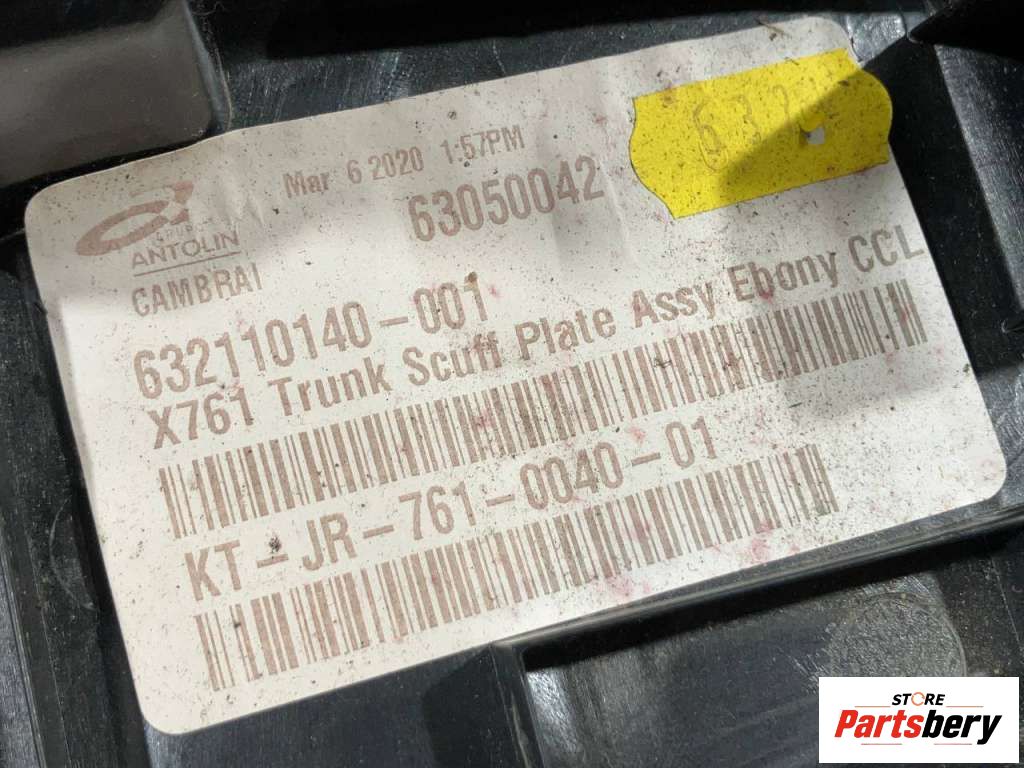 Mar 6 2020 1:57PM
63050042
GRUPO
ANTOLIN
CAMBRAI
632110140-001
X761 Trunk Scuff Plate Assy Ebony CCL
KT-JR-761-0040-01
STORE
Partsbery